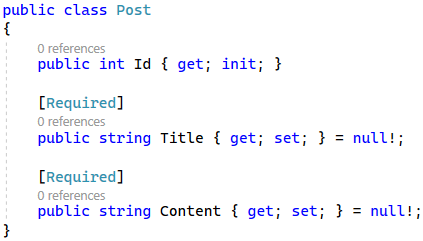 public class Post
{
0 references
public int Id { get; init; }
[Required]
0 references
public string Title { get; set; } = null!;
[Required]
0 references
public string Content { get; set; } = null!;
}